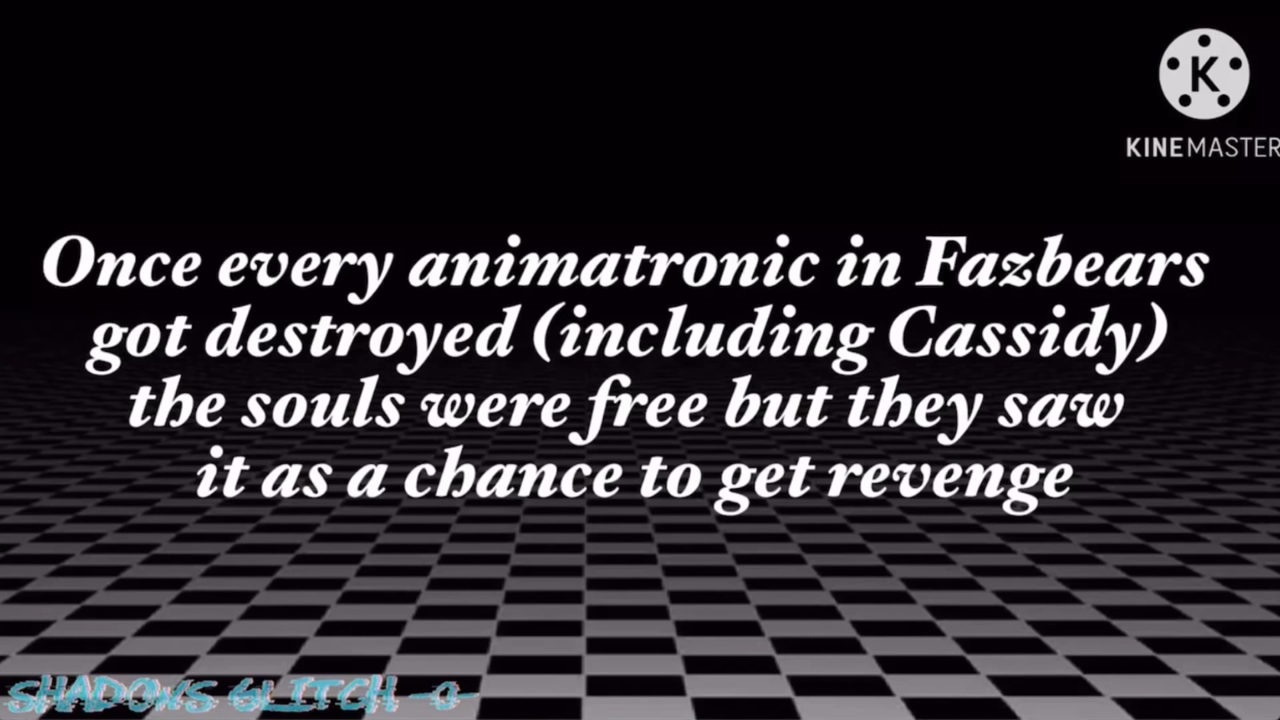 K
KINEMASTER
Once every animatronic in Fazbears
got destroyed (including Cassidy)
the souls were free but they saw
it as a chance to get revenge
SHADOWS GLITCH -0-